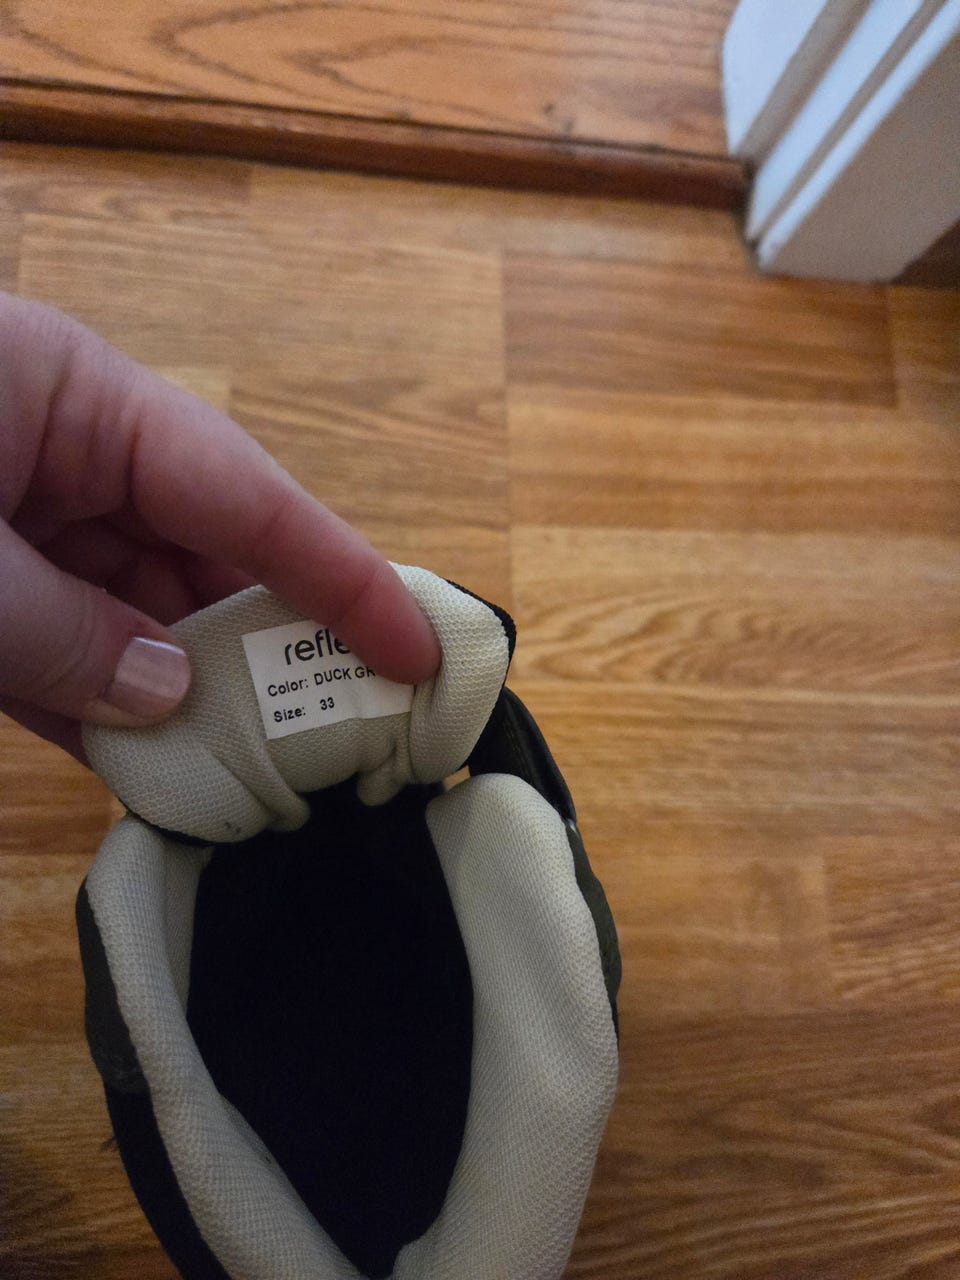 refle
Color: DUCK GR
Size: 33